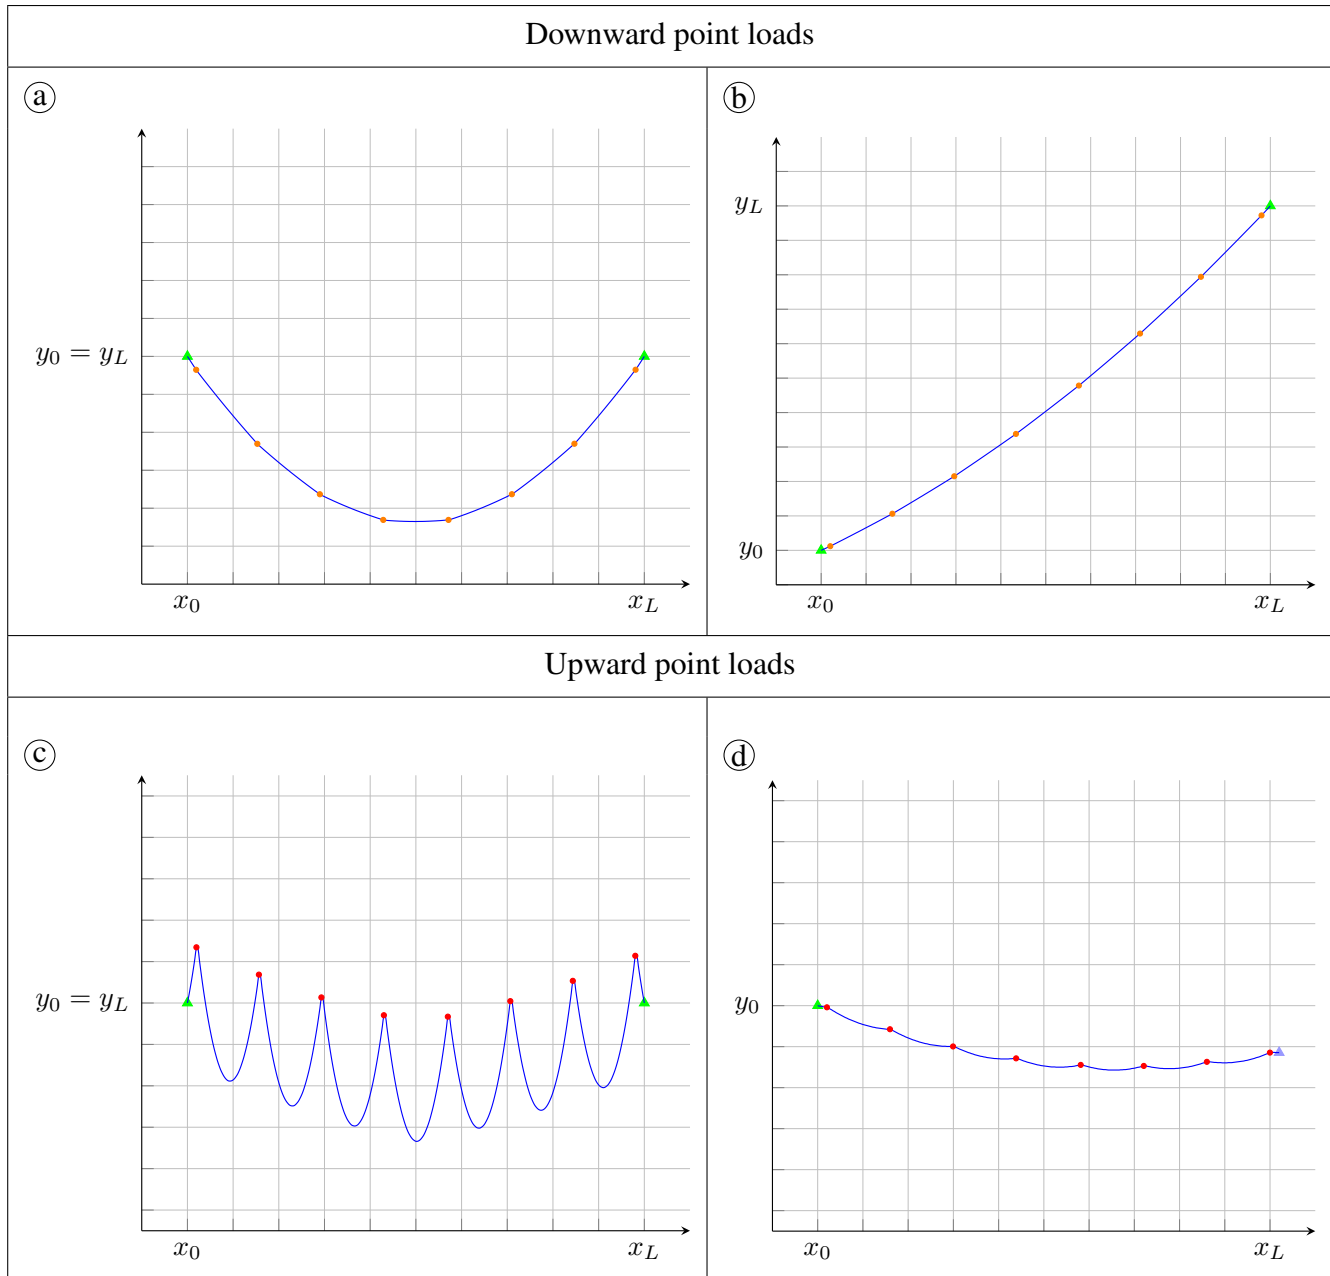 Downward point loads
ⓐ
ⓑ
y_L
y_0 = y_L
y_0
x_0
x_L
x_0
x_L
Upward point loads
ⓒ
ⓓ
y_0 = y_L
y_0
x_0
x_L
x_0
x_L